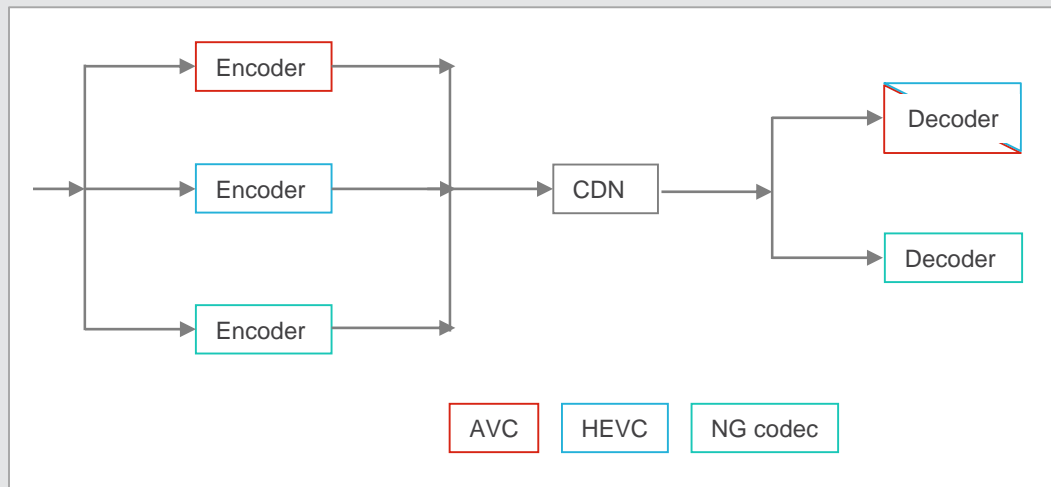 Encoder
Decoder
Encoder
CDN
Decoder
Encoder
AVC
HEVC
NG codec